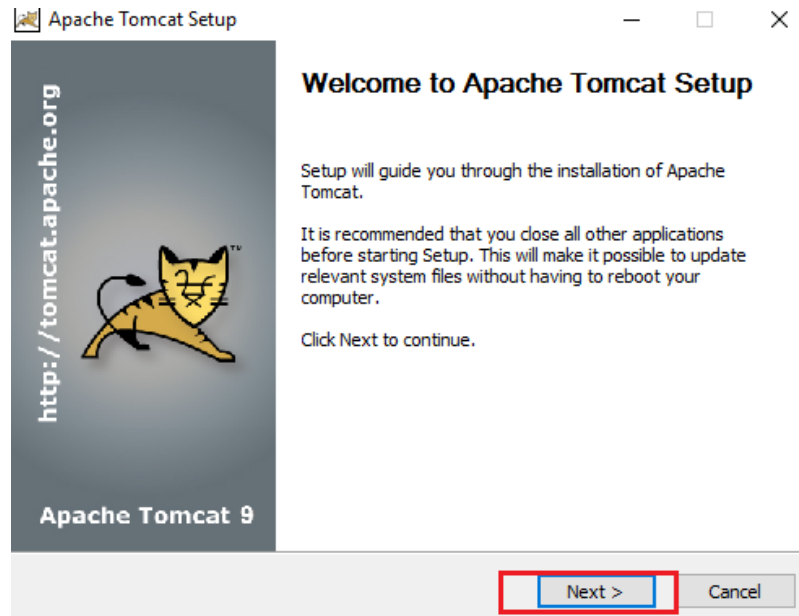 Apache Tomcat Setup
http://tomcat.apache.org
TM
Apache Tomcat 9
Welcome to Apache Tomcat Setup
Setup will guide you through the installation of Apache
Tomcat.
It is recommended that you close all other applications
before starting Setup. This will make it possible to update
relevant system files without having to reboot your
computer.
Click Next to continue.
Next >
Cancel